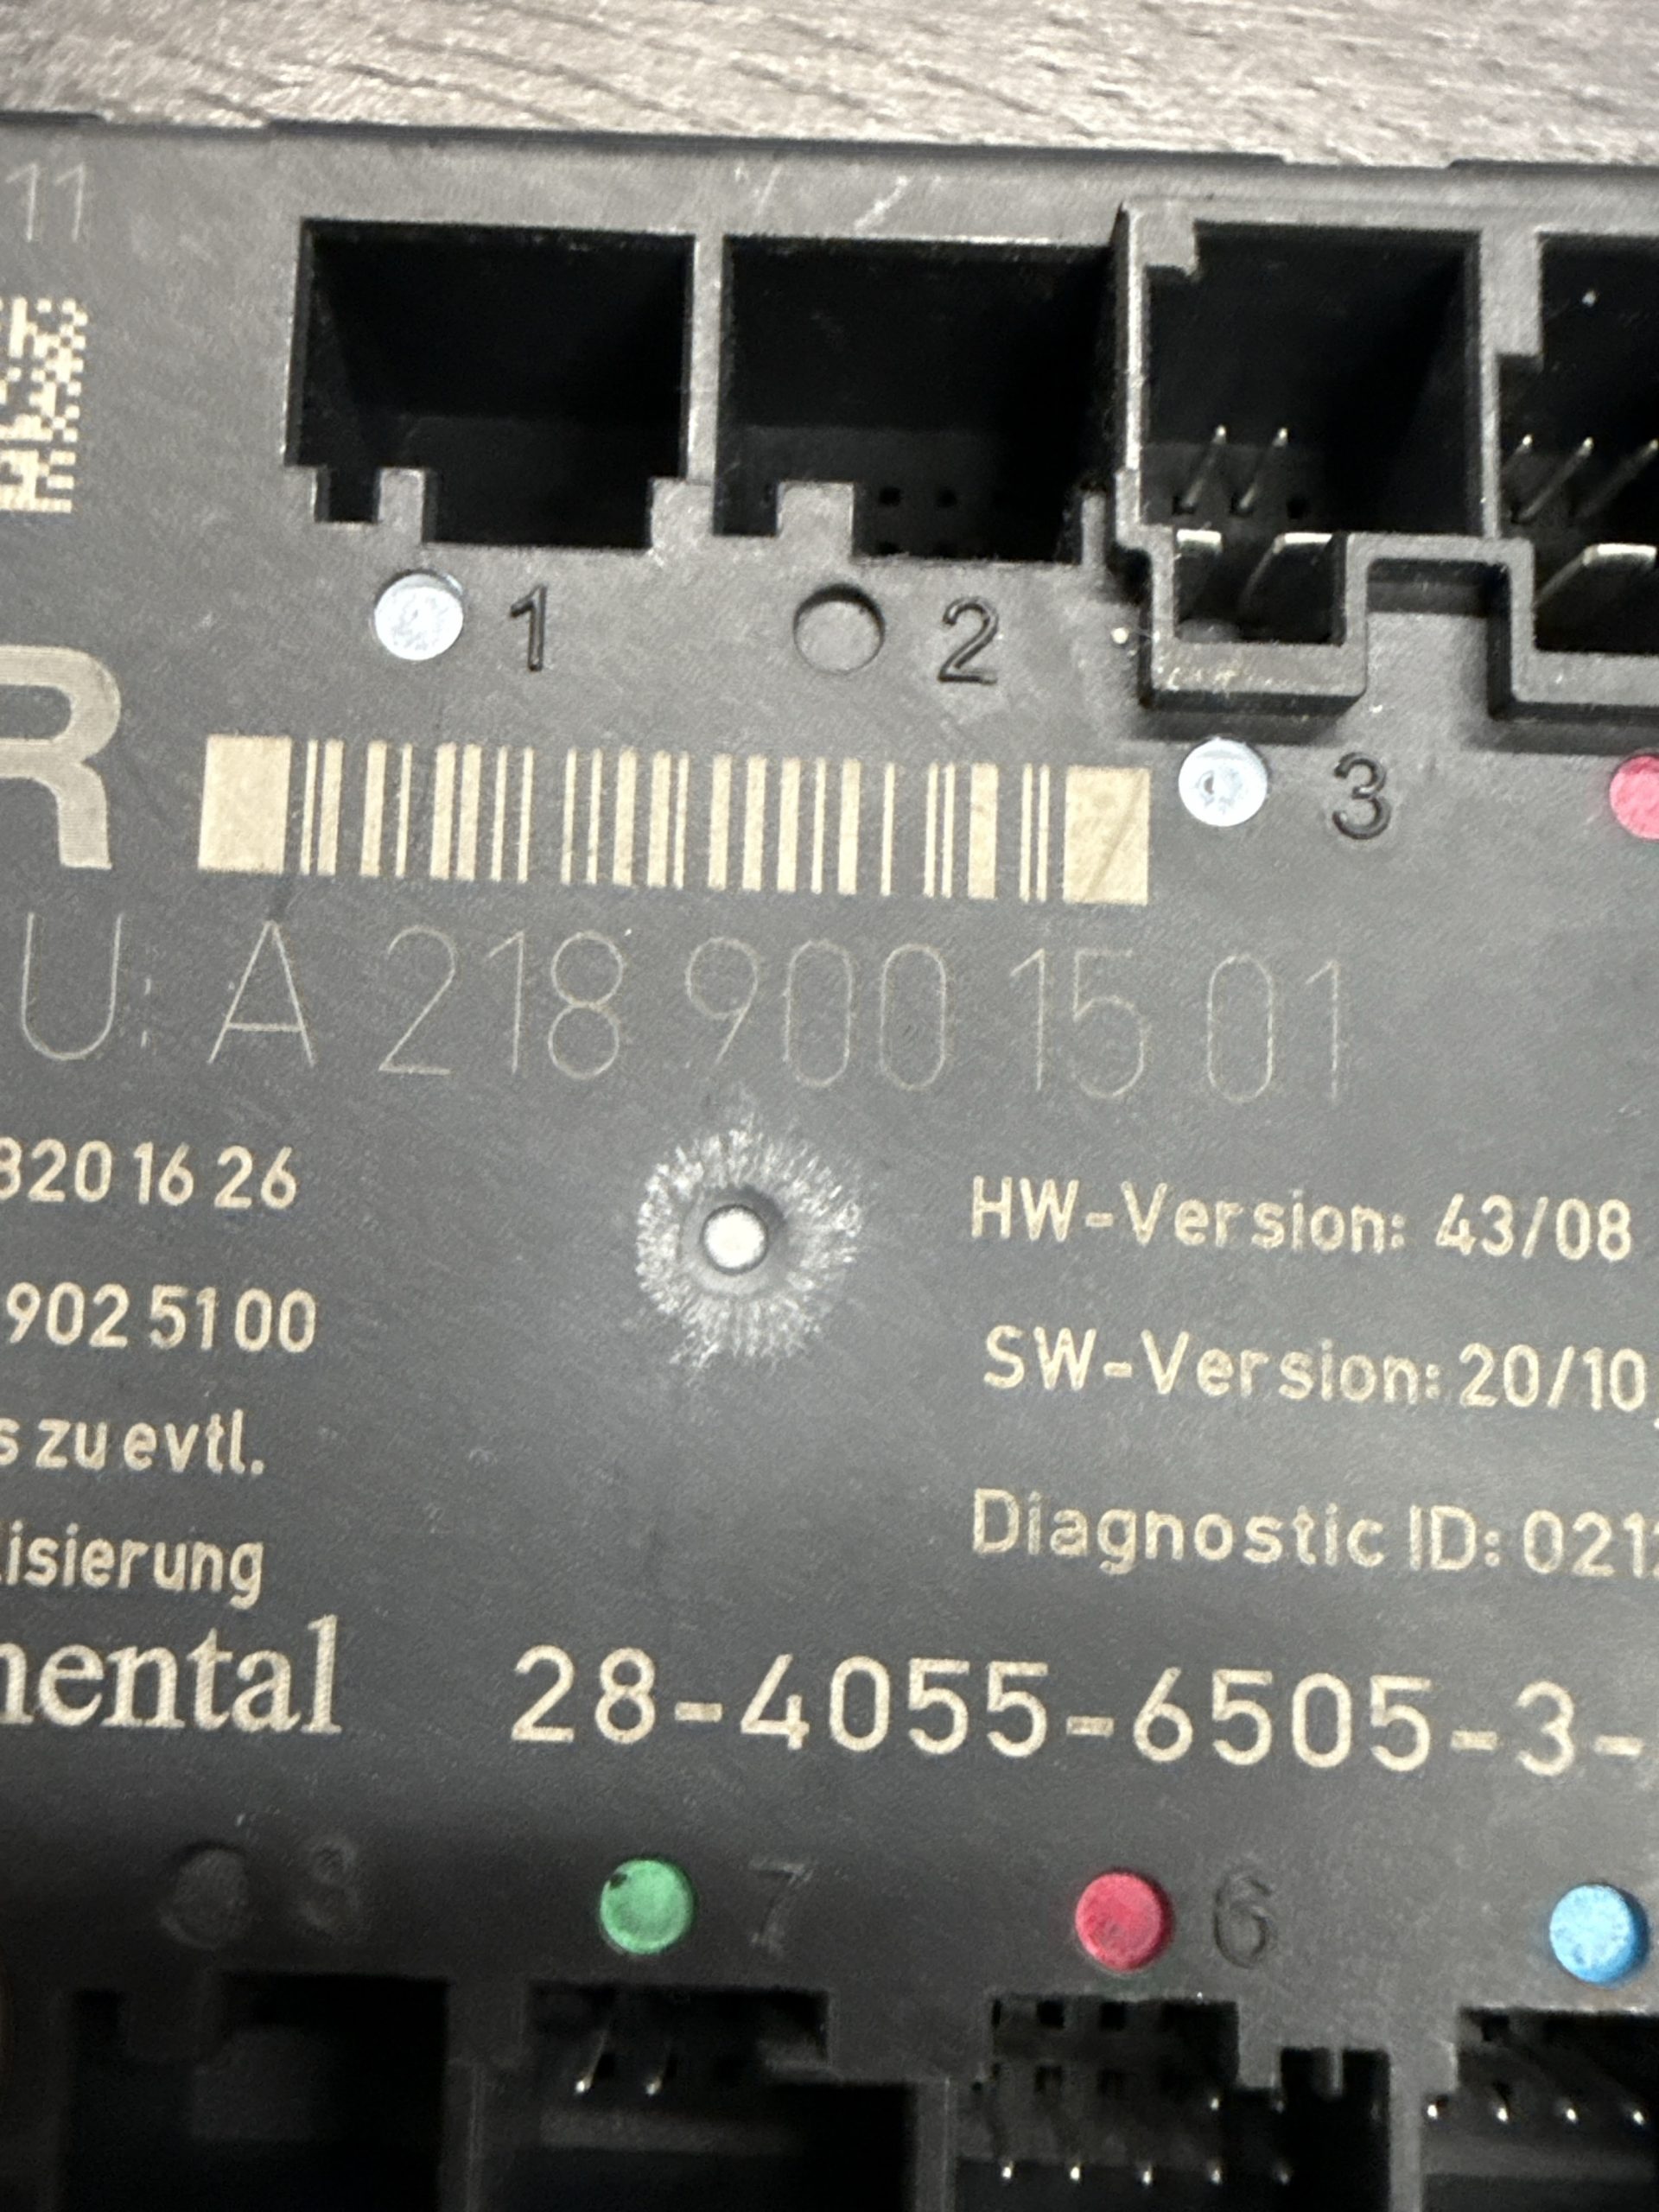 11
1
2
3
R
U: A 218 900 15 01
820 16 26
HW-Version: 43/08
902 51 00
SW-Version: 20/10
s zu evtl.
isierung
Diagnostic ID: 021
nental
28-4055-6505-3-
8 7 6